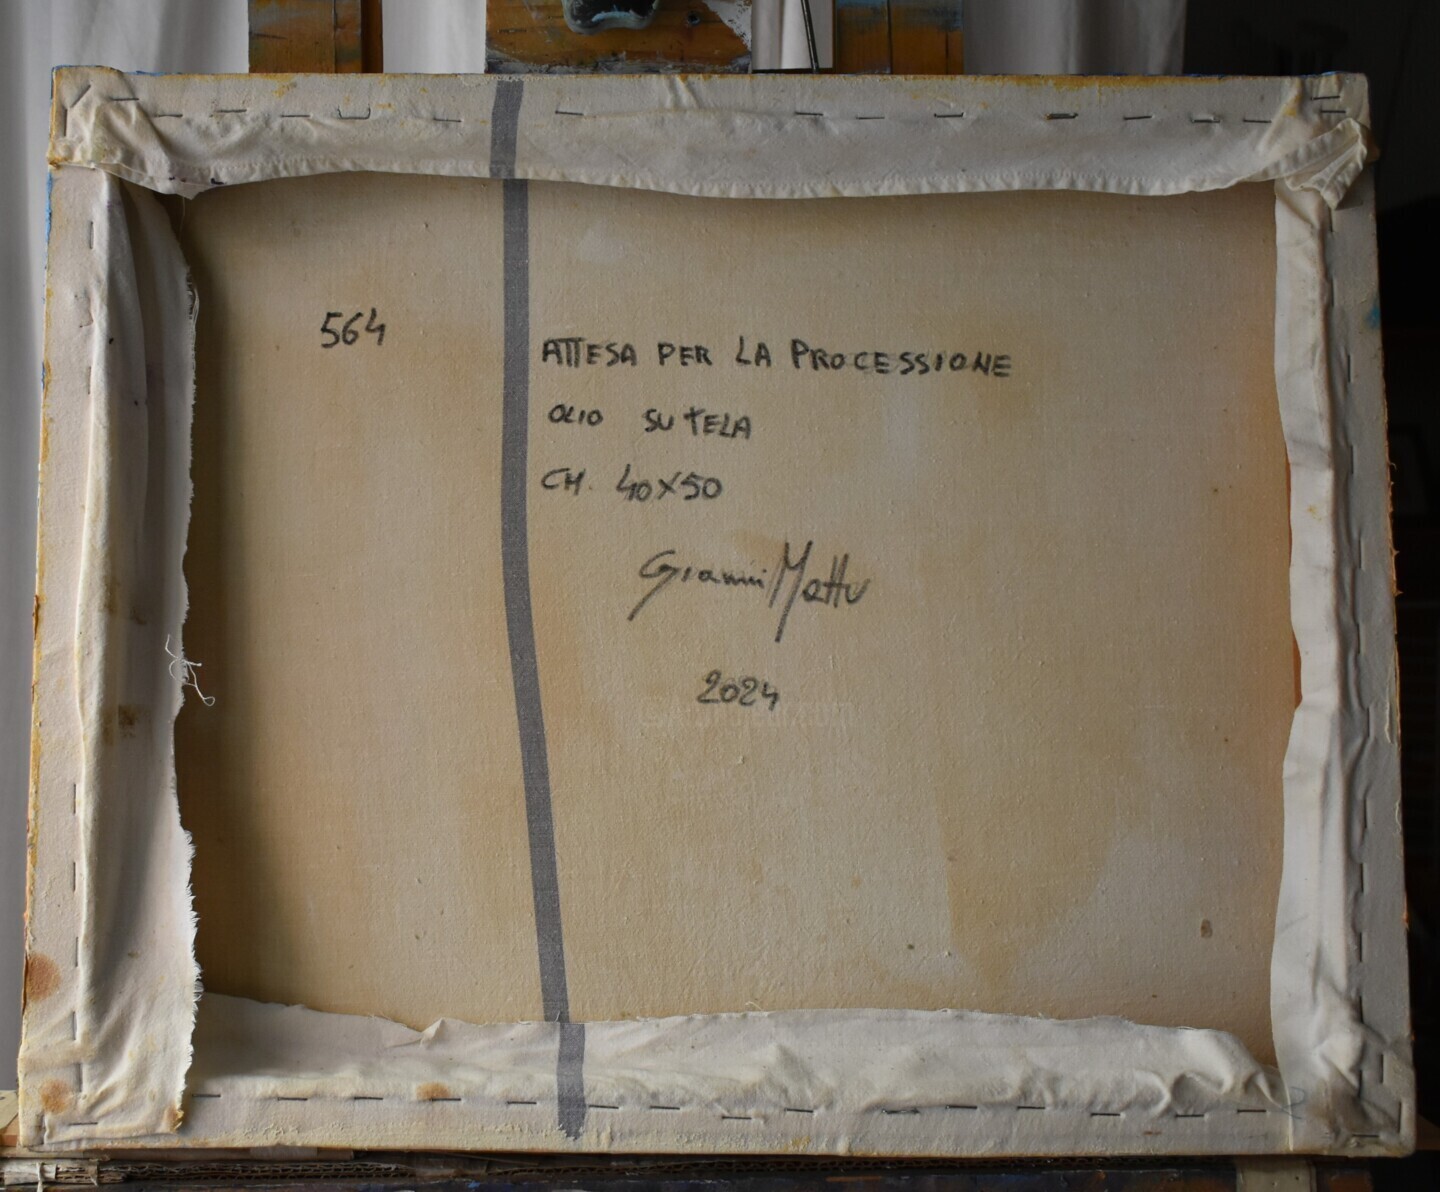 564
ATTESA PER LA PROCESSIONE
OLIO SU TELA
CM. 40X50
Gianni Mattu
2024